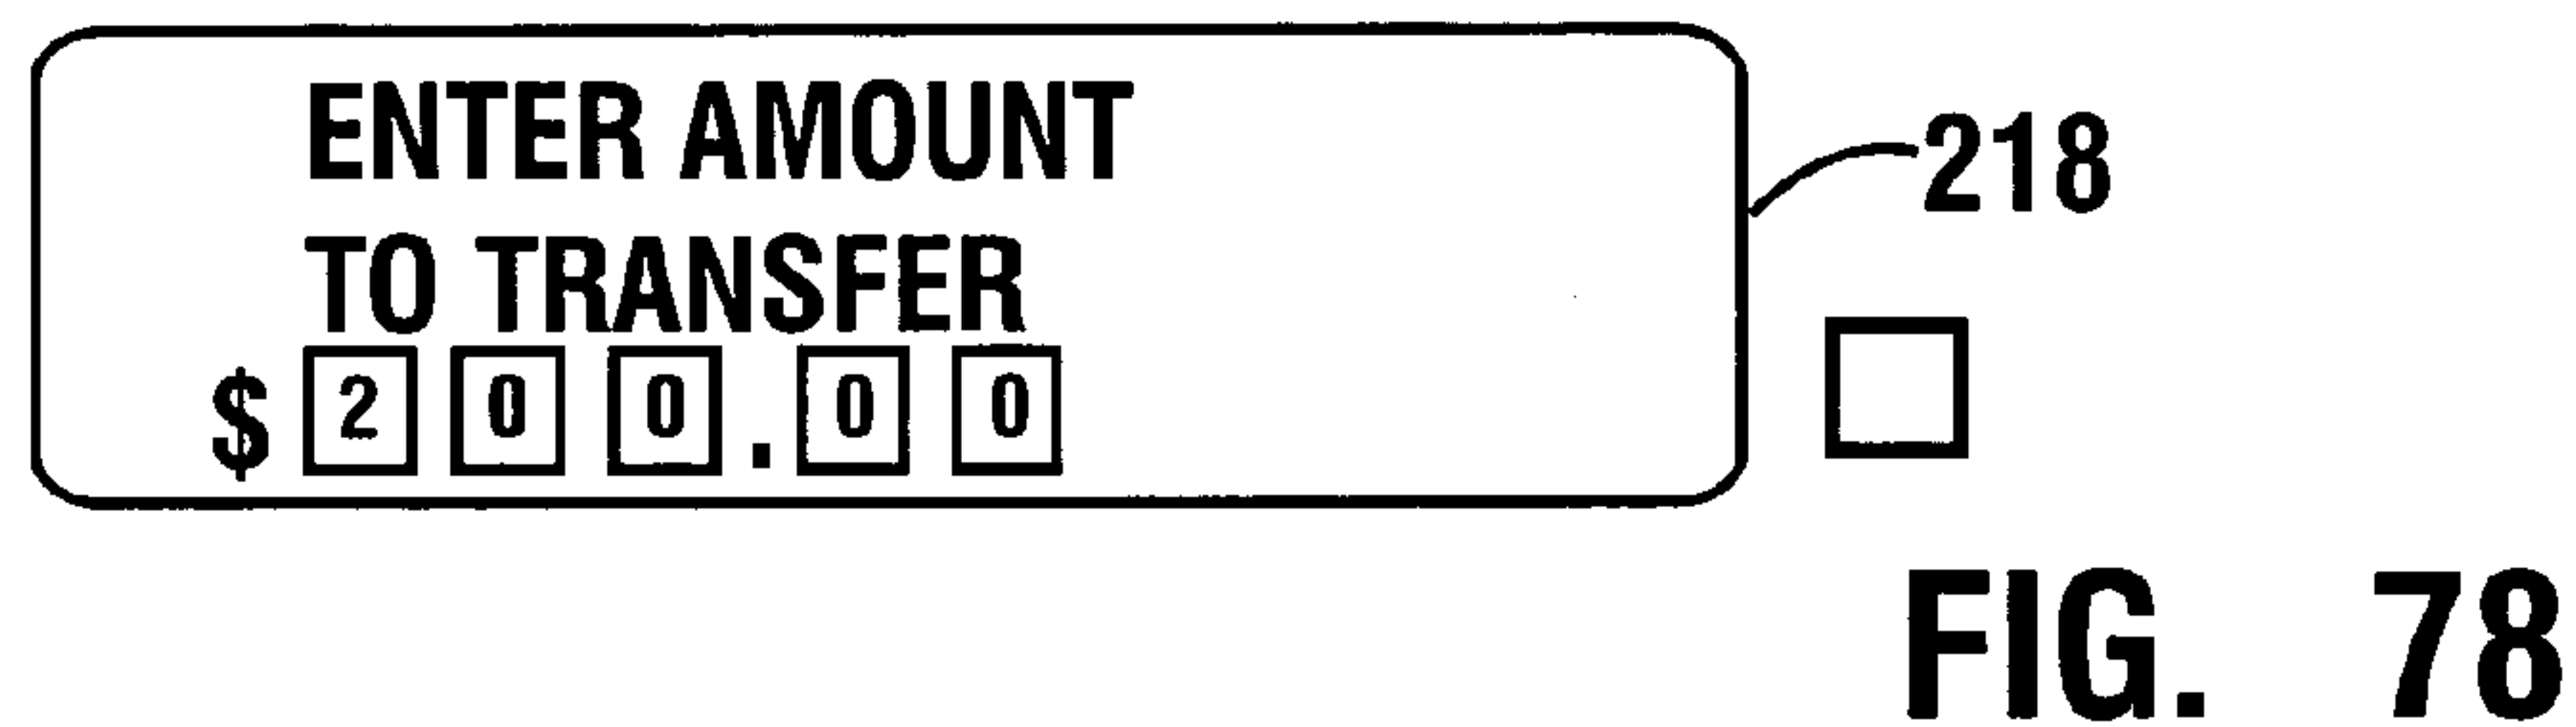 ENTER AMOUNT
TO TRANSFER
$ 2 0 0 . 0 0
218
FIG. 78